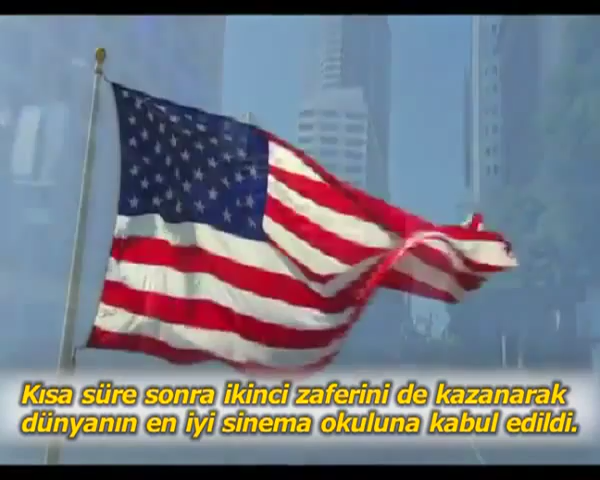 Kısa süre sonra ikinci zaferini de kazanarak
dünyanın en iyi sinema okuluna kabul edildi.